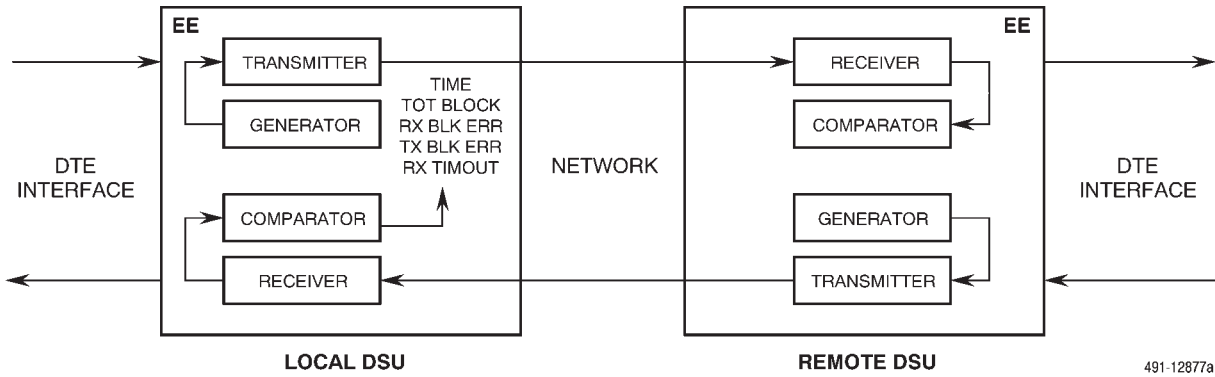 EE
EE
TRANSMITTER
RECEIVER
TIME
TOT BLOCK
RX BLK ERR
TX BLK ERR
RX TIMOUT
GENERATOR
COMPARATOR
DTE
INTERFACE
NETWORK
DTE
INTERFACE
COMPARATOR
GENERATOR
RECEIVER
TRANSMITTER
LOCAL DSU
REMOTE DSU
491-12877a